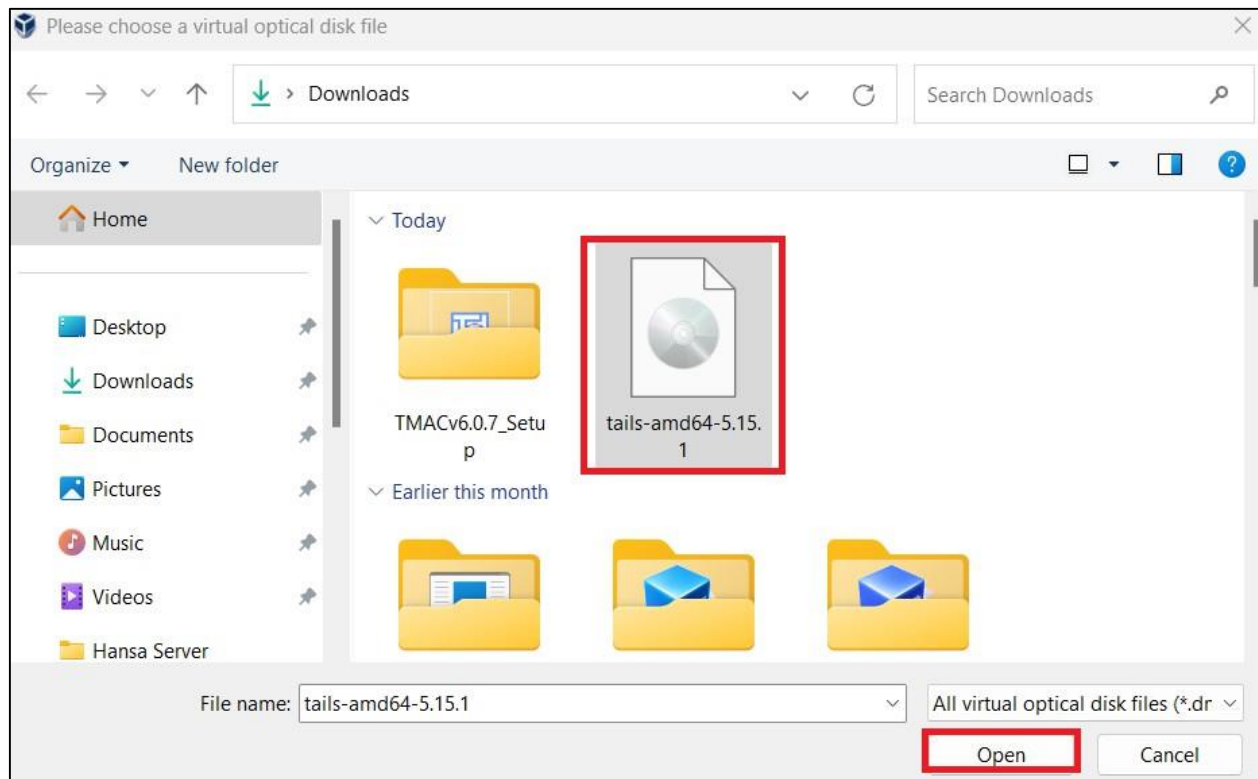 Please choose a virtual optical disk file
Downloads
Search Downloads
Organize
New folder
Home
Desktop
Downloads
Documents
Pictures
Music
Videos
Hansa Server
Today
TMACv6.0.7_Setu
p
tails-amd64-5.15.
1
Earlier this month
File name: tails-amd64-5.15.1
All virtual optical disk files (*.dr
Open
Cancel